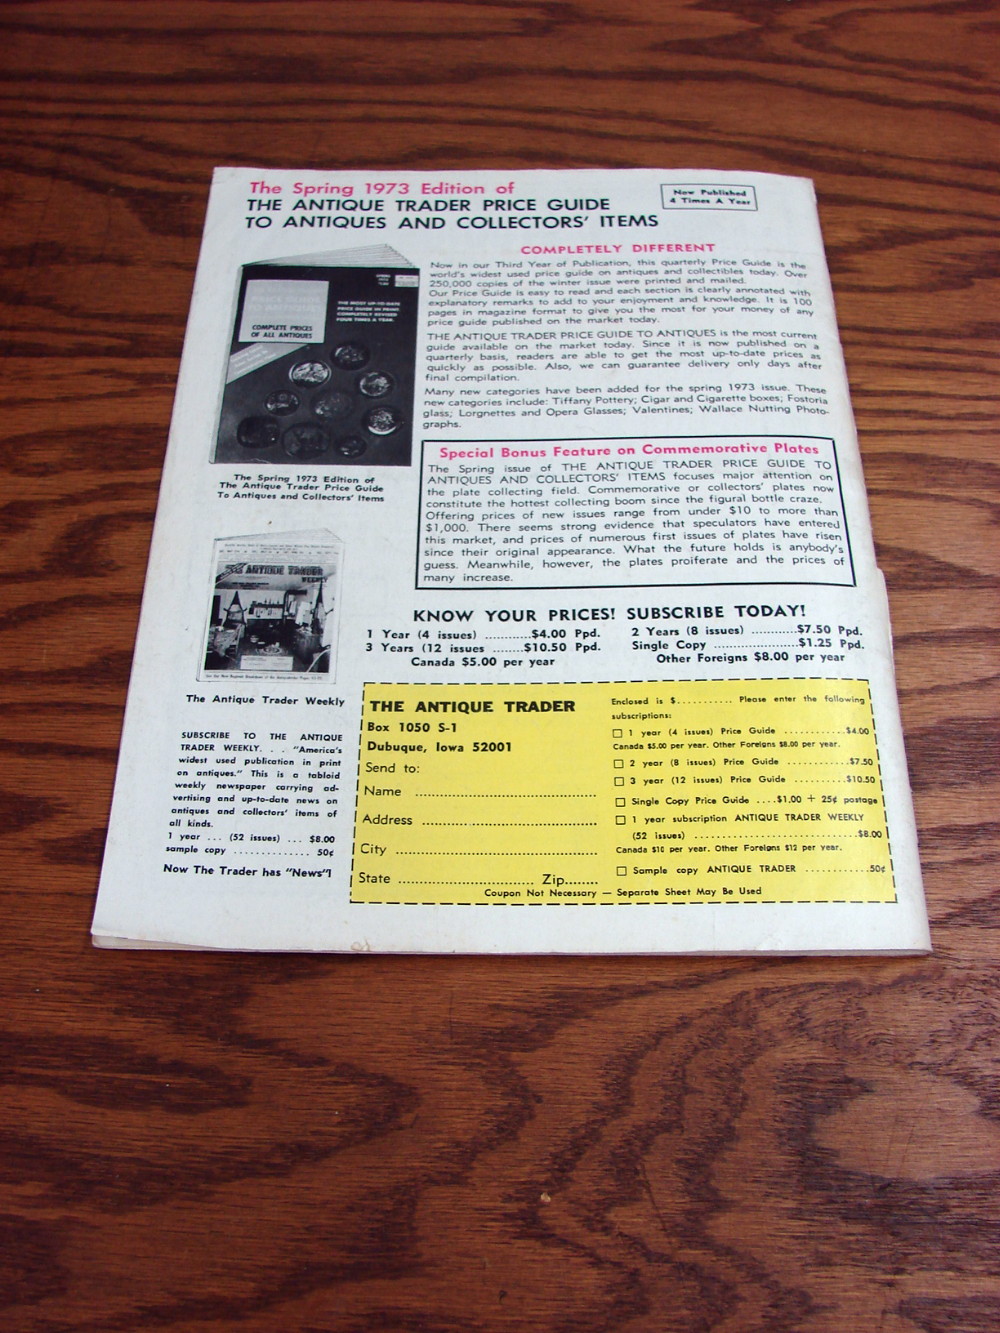 The Spring 1973 Edition of
THE ANTIQUE TRADER PRICE GUIDE
TO ANTIQUES AND COLLECTORS' ITEMS
Now Published
4 Times A Year
COMPLETELY DIFFERENT
Now in our Third Year of Publication, this quarterly Price Guide is the
world's widest used price guide on antiques and collectibles today. Over
250,000 copies of the winter issue were printed and mailed.
Our Price Guide is easy to read and each section is clearly annotated with
explanatory remarks to add to your enjoyment and knowledge. It is 100
pages in magazine format to give you the most for your money of any
price guide published on the market today.
THE ANTIQUE TRADER PRICE GUIDE TO ANTIQUES is the most current
guide available on the market today. Since it is now published on a
quarterly basis, readers are able to get the most up-to-date prices as
quickly as possible. Also, we can guarantee delivery only days after
final compilation.
Many new categories have been added for the spring 1973 issue. These
new categories include: Tiffany Pottery; Cigar and Cigarette boxes; Fostoria
glass; Lorgnettes and Opera Glasses; Valentines; Wallace Nutting Photo-
graphs.
THE MOST UP-TO-DATE
PRICE GUIDE IN PRINT
COMPLETELY REVISED
FOUR TIMES A YEAR.
COMPLETE PRICES
OF ALL ANTIQUES
The Spring 1973 Edition of
The Antique Trader Price Guide
To Antiques and Collectors' Items
Special Bonus Feature on Commemorative Plates
The Spring issue of THE ANTIQUE TRADER PRICE GUIDE TO
ANTIQUES AND COLLECTORS' ITEMS focuses major attention on
the plate collecting field. Commemorative or collectors' plates now
constitute the hottest collecting boom since the figural bottle craze.
Offering prices of new issues range from under $10 to more than
$1,000. There seems strong evidence that speculators have entered
this market, and prices of numerous first issues of plates have risen
since their original appearance. What the future holds is anybody's
guess. Meanwhile, however, the plates proiferate and the prices of
many increase.
ANTIQUE TRADER
WEEKLY
The Antique Trader Weekly
SUBSCRIBE TO THE ANTIQUE
TRADER WEEKLY. . . "America's
widest used publication in print
on antiques." This is a tabloid
weekly newspaper carrying ad-
vertising and up-to-date news on
antiques and collectors' items of
all kinds.
1 year ... (52 issues) ... $8.00
sample copy .............. 50¢
Now The Trader has "News"!
KNOW YOUR PRICES! SUBSCRIBE TODAY!
1 Year (4 issues) ...........$4.00 Ppd.
3 Years (12 issues .........$10.50 Ppd.
Canada $5.00 per year
2 Years (8 issues) ............$7.50 Ppd.
Single Copy ....................$1.25 Ppd.
Other Foreigns $8.00 per year
THE ANTIQUE TRADER
Box 1050 S-1
Dubuque, Iowa 52001
Send to:
Name ..............................
Address ..............................
City ..............................
State .............................. Zip........
Enclosed is $........... Please enter the following
subscriptions:
☐ 1 year (4 issues) Price Guide ..............$4.00
Canada $5.00 per year. Other Foreigns $8.00 per year.
☐ 2 year (8 issues) Price Guide .............$7.50
☐ 3 year (12 issues) Price Guide ..........$10.50
☐ Single Copy Price Guide ....$1.00 + 25¢ postage
☐ 1 year subscription ANTIQUE TRADER WEEKLY
(52 issues) ..............................$8.00
Canada $10 per year. Other Foreigns $12 per year.
☐ Sample copy ANTIQUE TRADER .............50¢
Coupon Not Necessary — Separate Sheet May Be Used